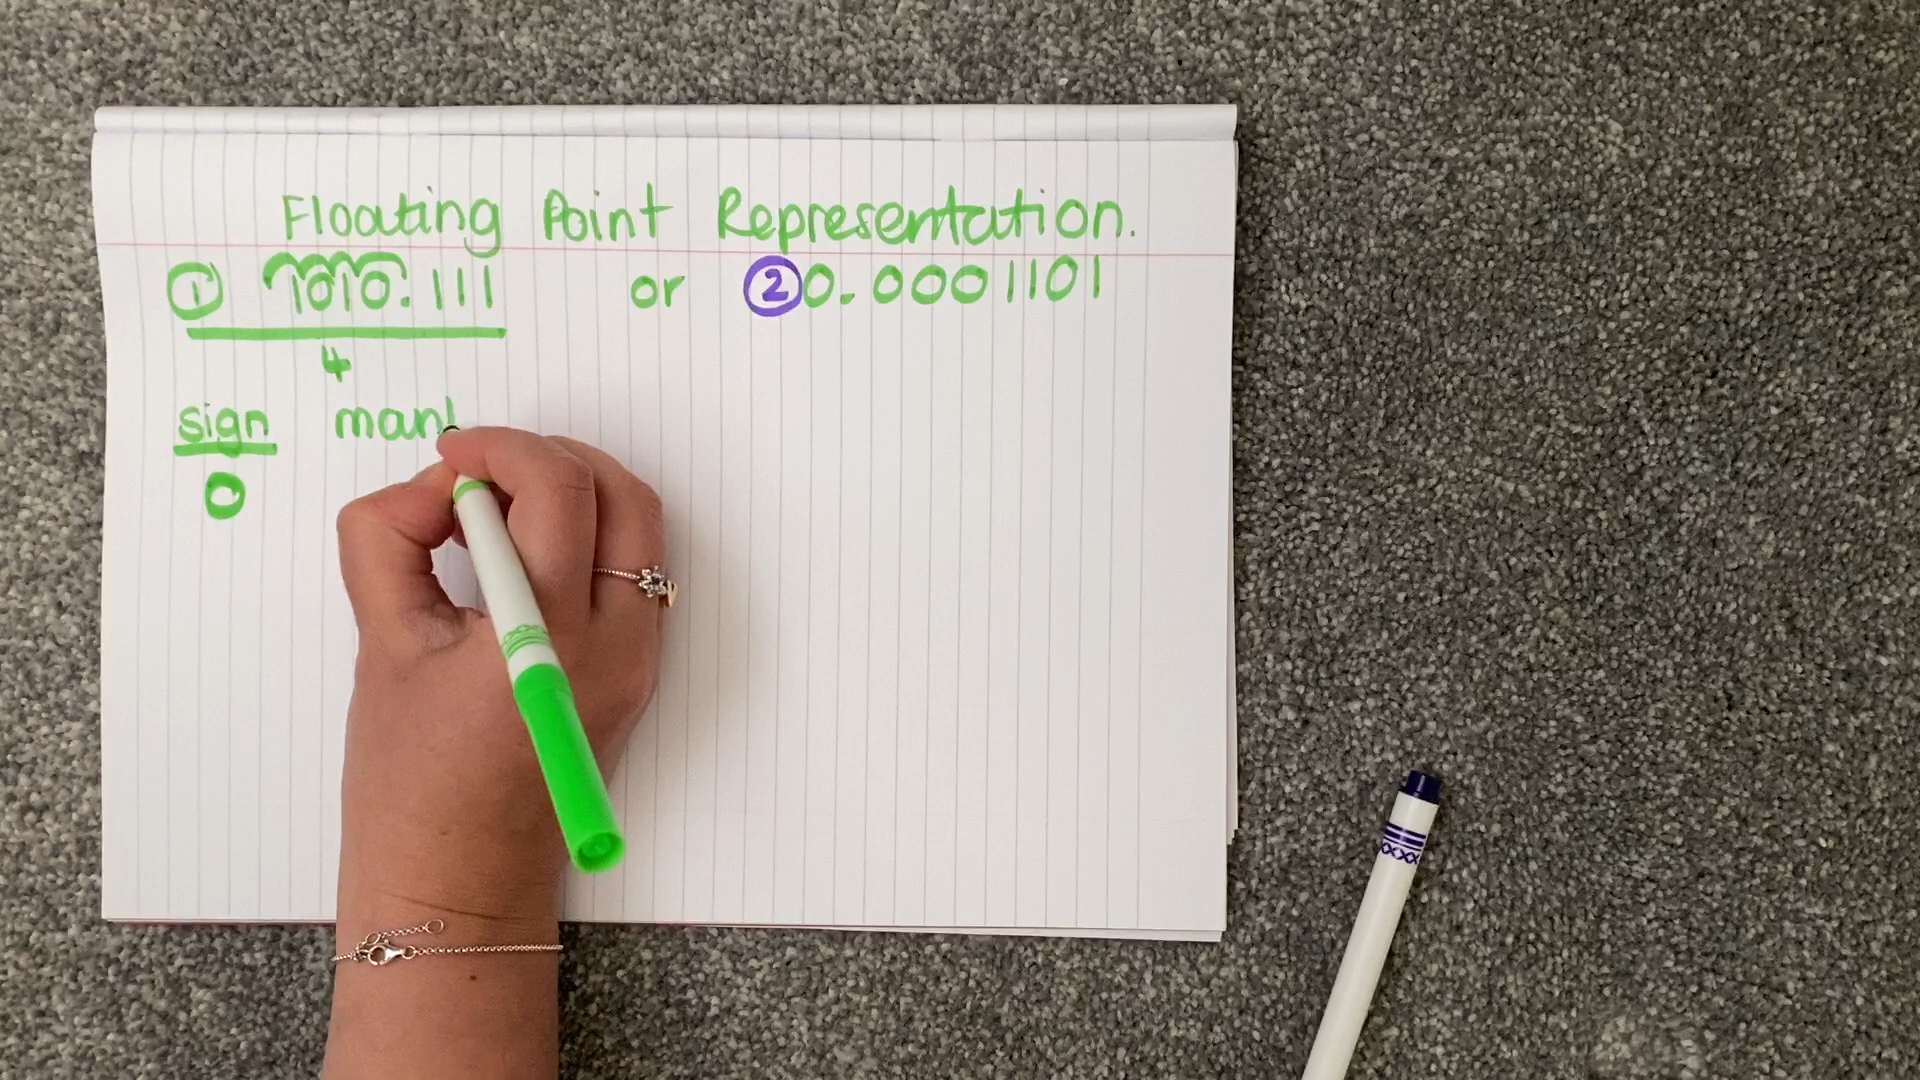 Floating Point Representation.
① 1010.111 or ② 0.0001101
4
sign
0